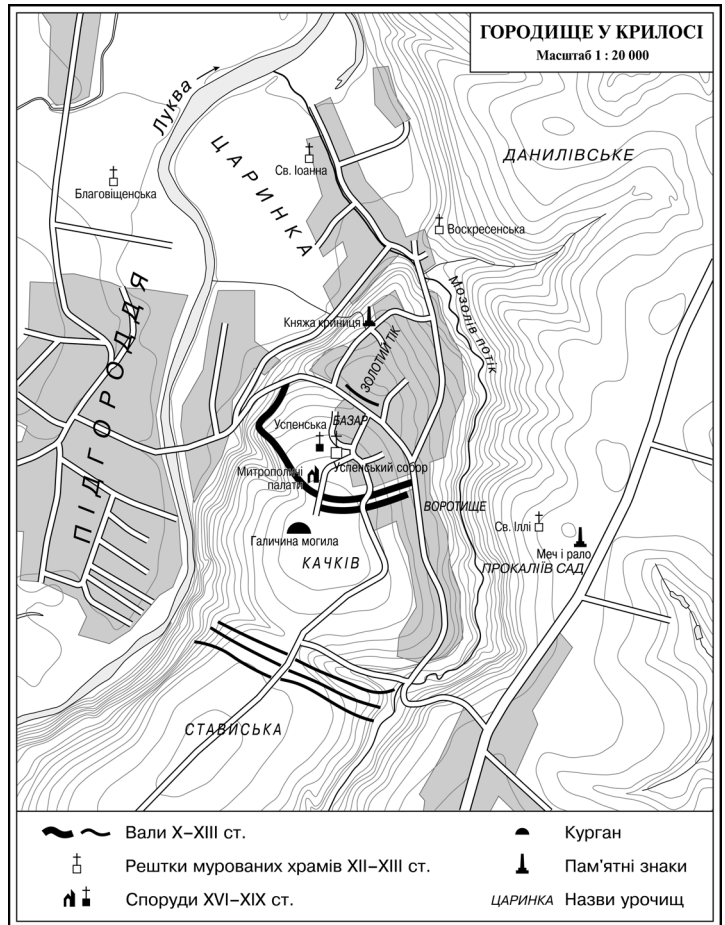 ГОРОДИЩЕ У КРИЛОСІ
Масштаб 1 : 20 000
Луква
ЦАРИНКА
ДАНИЛІВСЬКЕ
Св. Іоанна
Благовіщенська
Воскресенська
Мозолів потік
ПІДГОРОДДЯ
Княжа криниця
ЗОЛОТИЙ ТІК
БАЗАР
Успенська
Успенський собор
Митрополичі
палати
ВОРОТИЩЕ
Св. Іллі
Галичина могила
Меч і рало
КАЧКІВ
ПРОКАЛІЇВ САД
СТАВИСЬКА
Вали X–XIII ст.
Курган
Рештки мурованих храмів XII–XIII ст.
Пам'ятні знаки
Споруди XVI–XIX ст.
ЦАРИНКА Назви урочищ